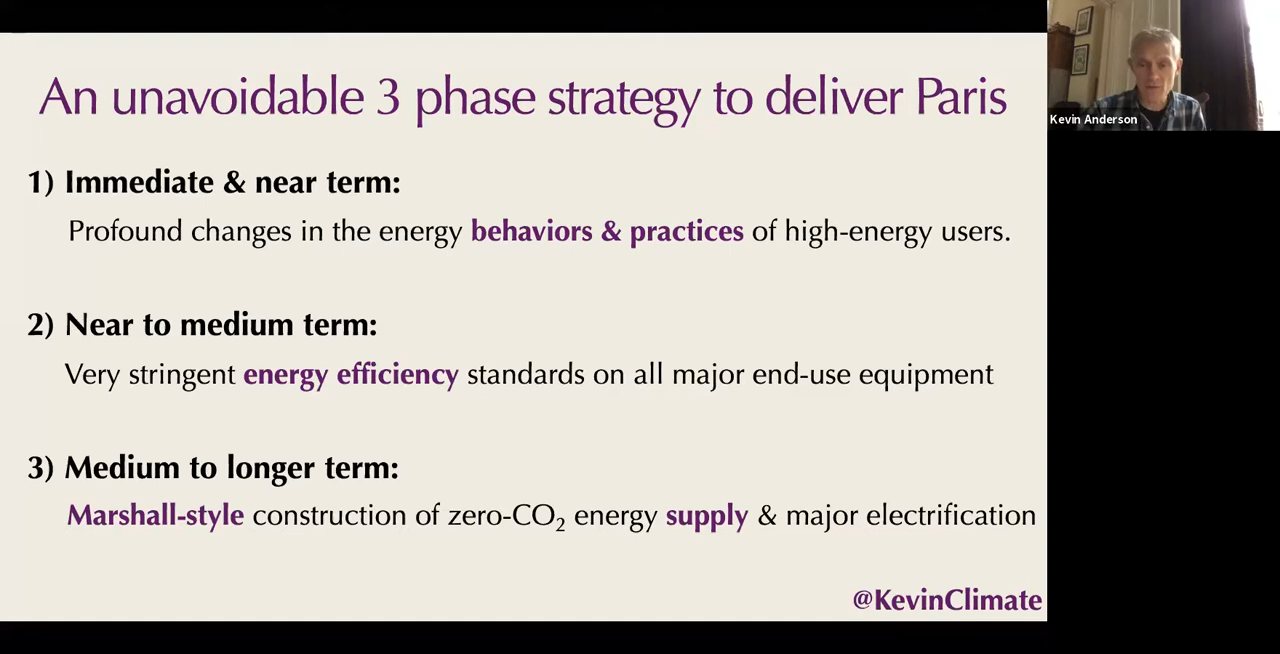 An unavoidable 3 phase strategy to deliver Paris
1) Immediate & near term:
Profound changes in the energy behaviors & practices of high-energy users.
2) Near to medium term:
Very stringent energy efficiency standards on all major end-use equipment
3) Medium to longer term:
Marshall-style construction of zero-CO₂ energy supply & major electrification
@KevinClimate
Kevin Anderson